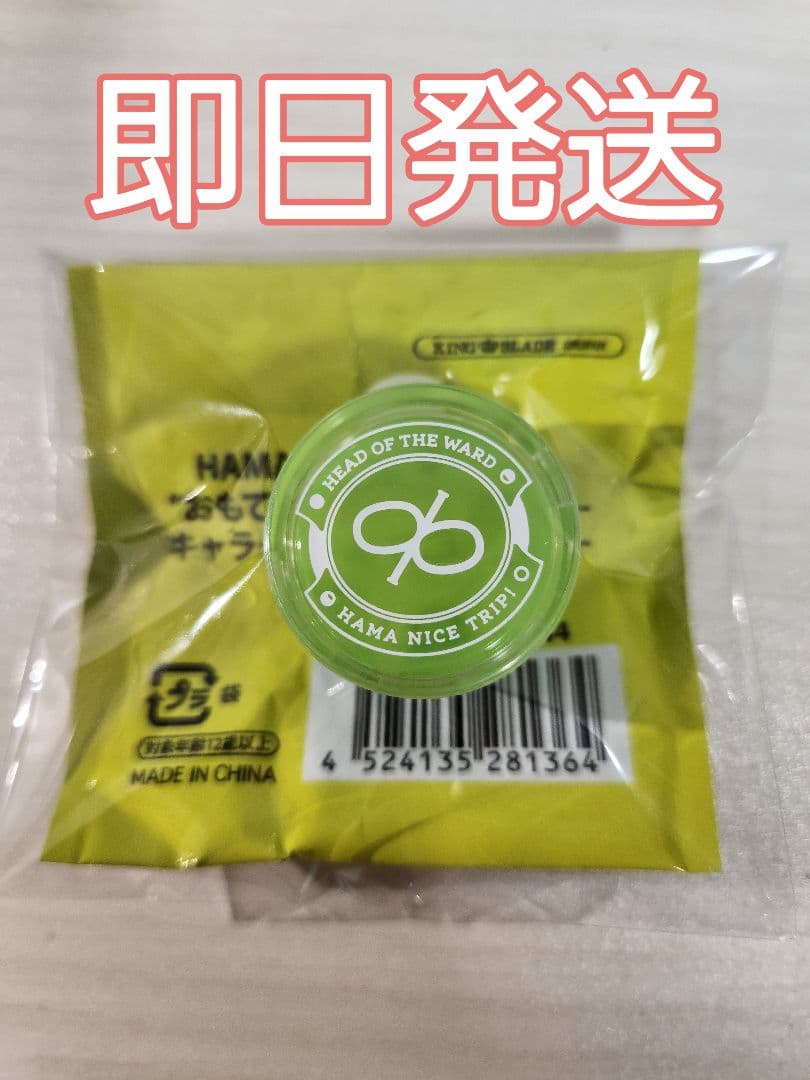 即日発送
KING BLADE
HEAD OF THE WARD
96
HAMA NICE TRIP!
HAMA
"おもて
キャラ
4
プラ 袋
対象年齢12歳以上
MADE IN CHINA
4 524135 281364